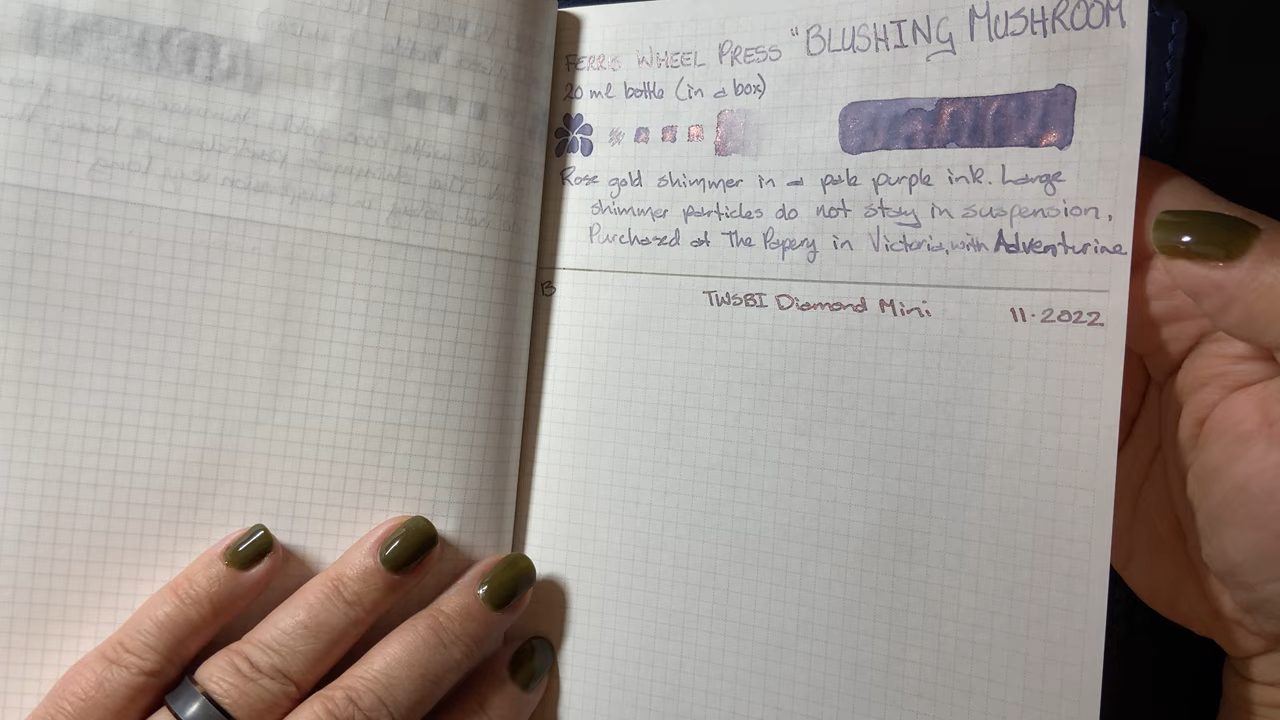 FERRIS WHEEL PRESS "BLUSHING MUSHROOM
20 ml bottle (in a box)
Rose gold shimmer in a pale purple ink. Large
shimmer particles do not stay in suspension.
Purchased at The Papery in Victoria, with Adventurine
B TWSBI Diamond Mini 11·2022